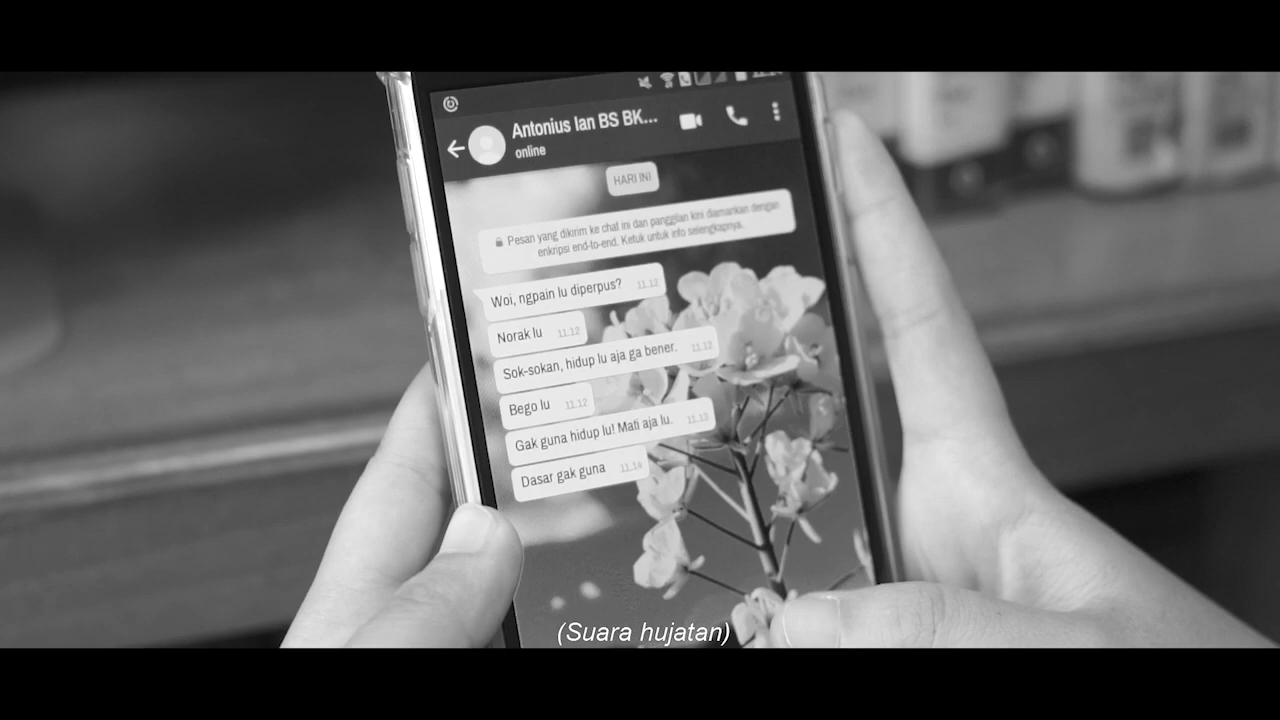 Antonius Ian BS BK...
online
HARI INI
Pesan yang dikirim ke chat ini dan panggilan kini diamankan dengan
enkripsi end-to-end. Ketuk untuk info selengkapnya.
Woi, ngpain lu diperpus? 11.12
Norak lu 11.12
Sok-sokan, hidup lu aja ga bener. 11.12
Bego lu 11.12
Gak guna hidup lu! Mati aja lu. 11.13
Dasar gak guna 11.14
(Suara hujatan)